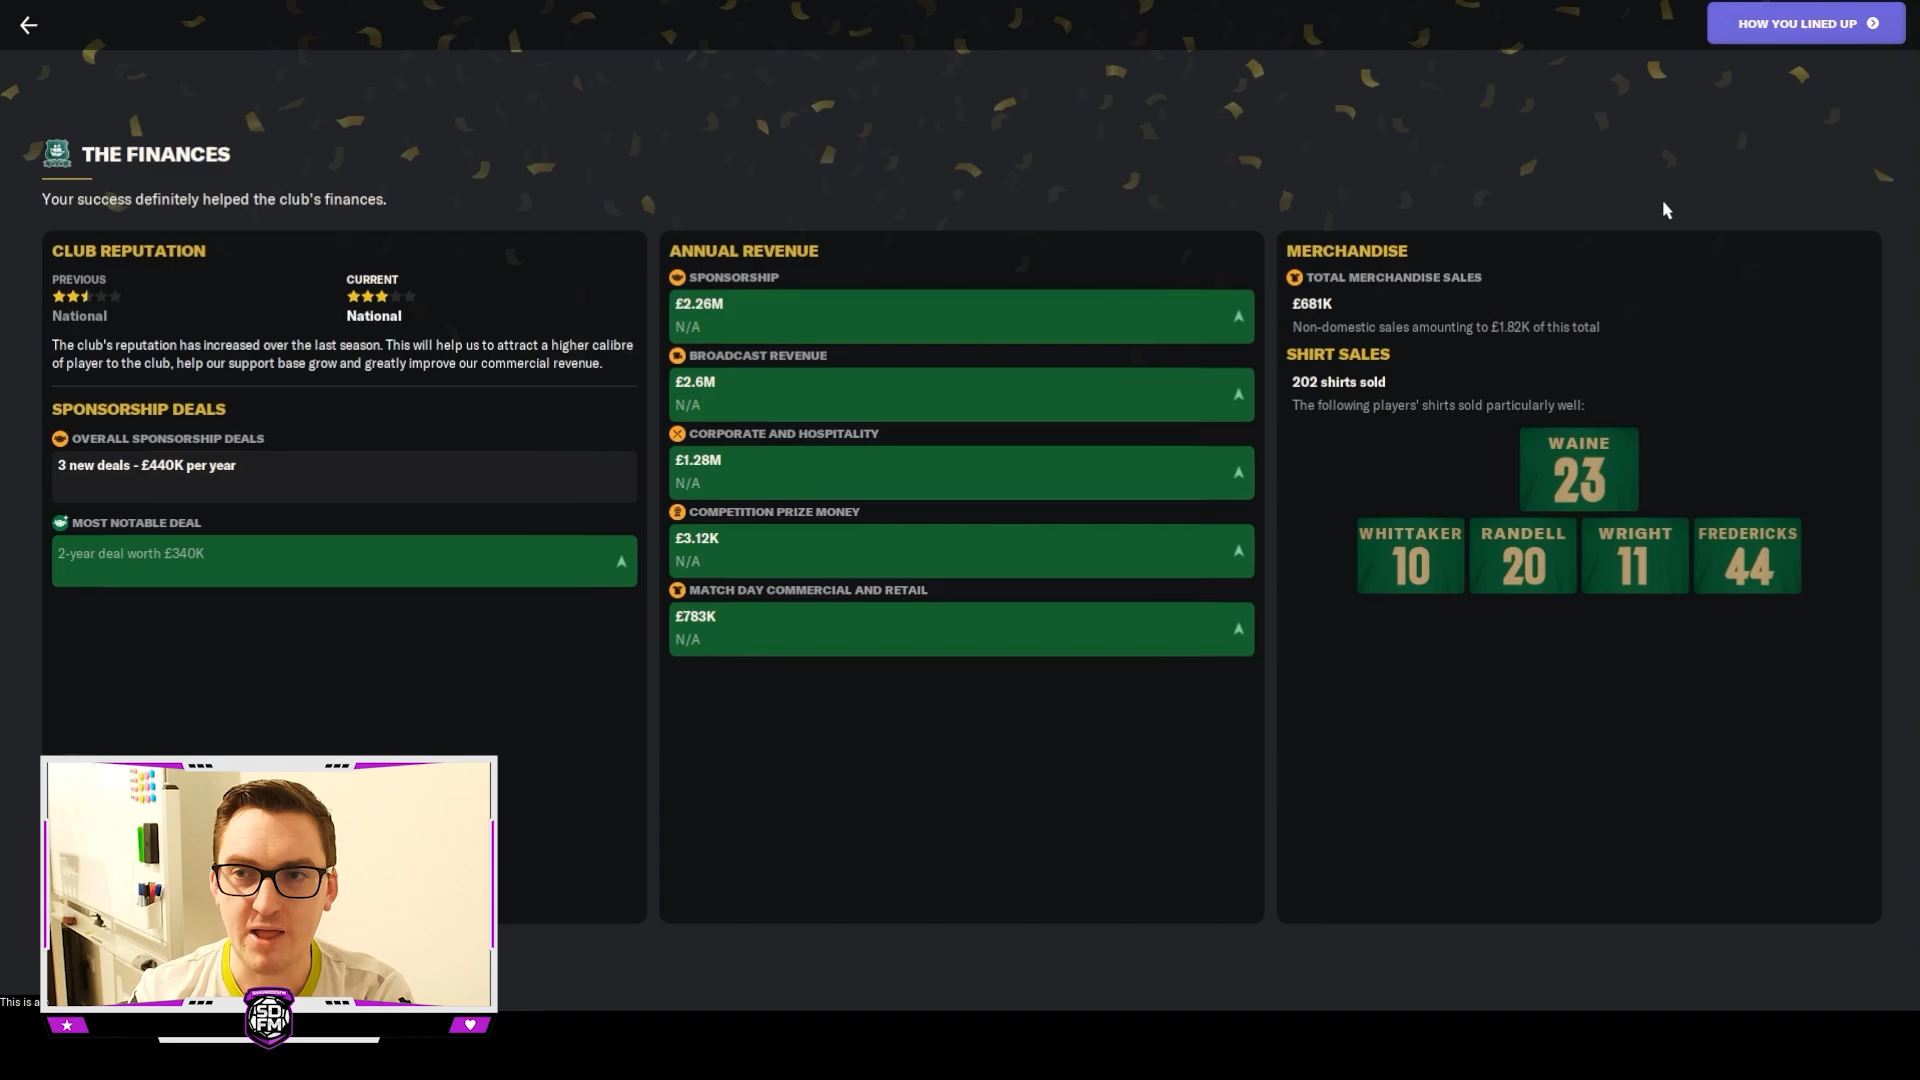 HOW YOU LINED UP
THE FINANCES
Your success definitely helped the club's finances.
CLUB REPUTATION
PREVIOUS
National
CURRENT
National
The club's reputation has increased over the last season. This will help us to attract a higher calibre
of player to the club, help our support base grow and greatly improve our commercial revenue.
SPONSORSHIP DEALS
OVERALL SPONSORSHIP DEALS
3 new deals - £440K per year
MOST NOTABLE DEAL
2-year deal worth £340K
ANNUAL REVENUE
SPONSORSHIP
£2.26M
N/A
BROADCAST REVENUE
£2.6M
N/A
CORPORATE AND HOSPITALITY
£1.28M
N/A
COMPETITION PRIZE MONEY
£3.12K
N/A
MATCH DAY COMMERCIAL AND RETAIL
£783K
N/A
MERCHANDISE
TOTAL MERCHANDISE SALES
£681K
Non-domestic sales amounting to £1.82K of this total
SHIRT SALES
202 shirts sold
The following players' shirts sold particularly well:
WAINE
23
WHITTAKER
10
RANDELL
20
WRIGHT
11
FREDERICKS
44
This is a
SD
FM